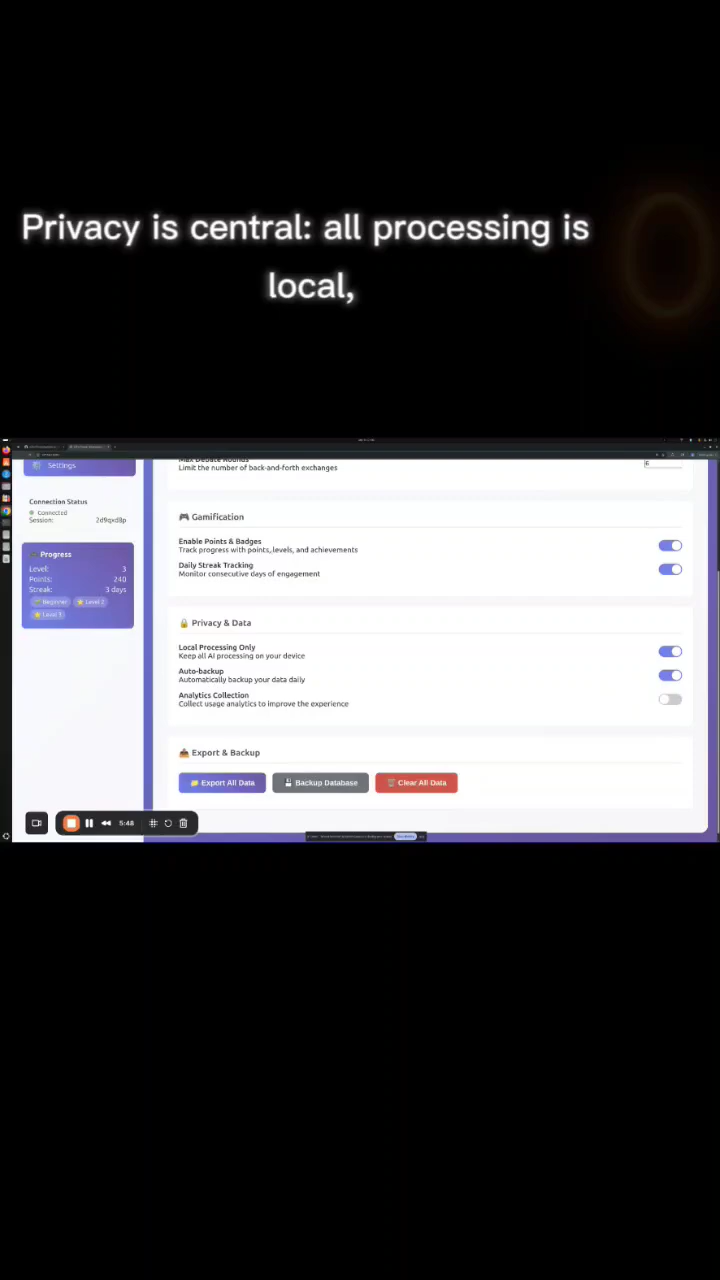 Privacy is central: all processing is
local,
Settings
Connection Status
Connected
Session: 2d9qxd8p
Progress
Level: 3
Points: 240
Streak: 3 days
Beginner
Level 2
Level 3
Max Debate Rounds
Limit the number of back-and-forth exchanges
6
🎮 Gamification
Enable Points & Badges
Track progress with points, levels, and achievements
Daily Streak Tracking
Monitor consecutive days of engagement
🔒 Privacy & Data
Local Processing Only
Keep all AI processing on your device
Auto-backup
Automatically backup your data daily
Analytics Collection
Collect usage analytics to improve the experience
📤 Export & Backup
📁 Export All Data
💾 Backup Database
🗑️ Clear All Data
5:48